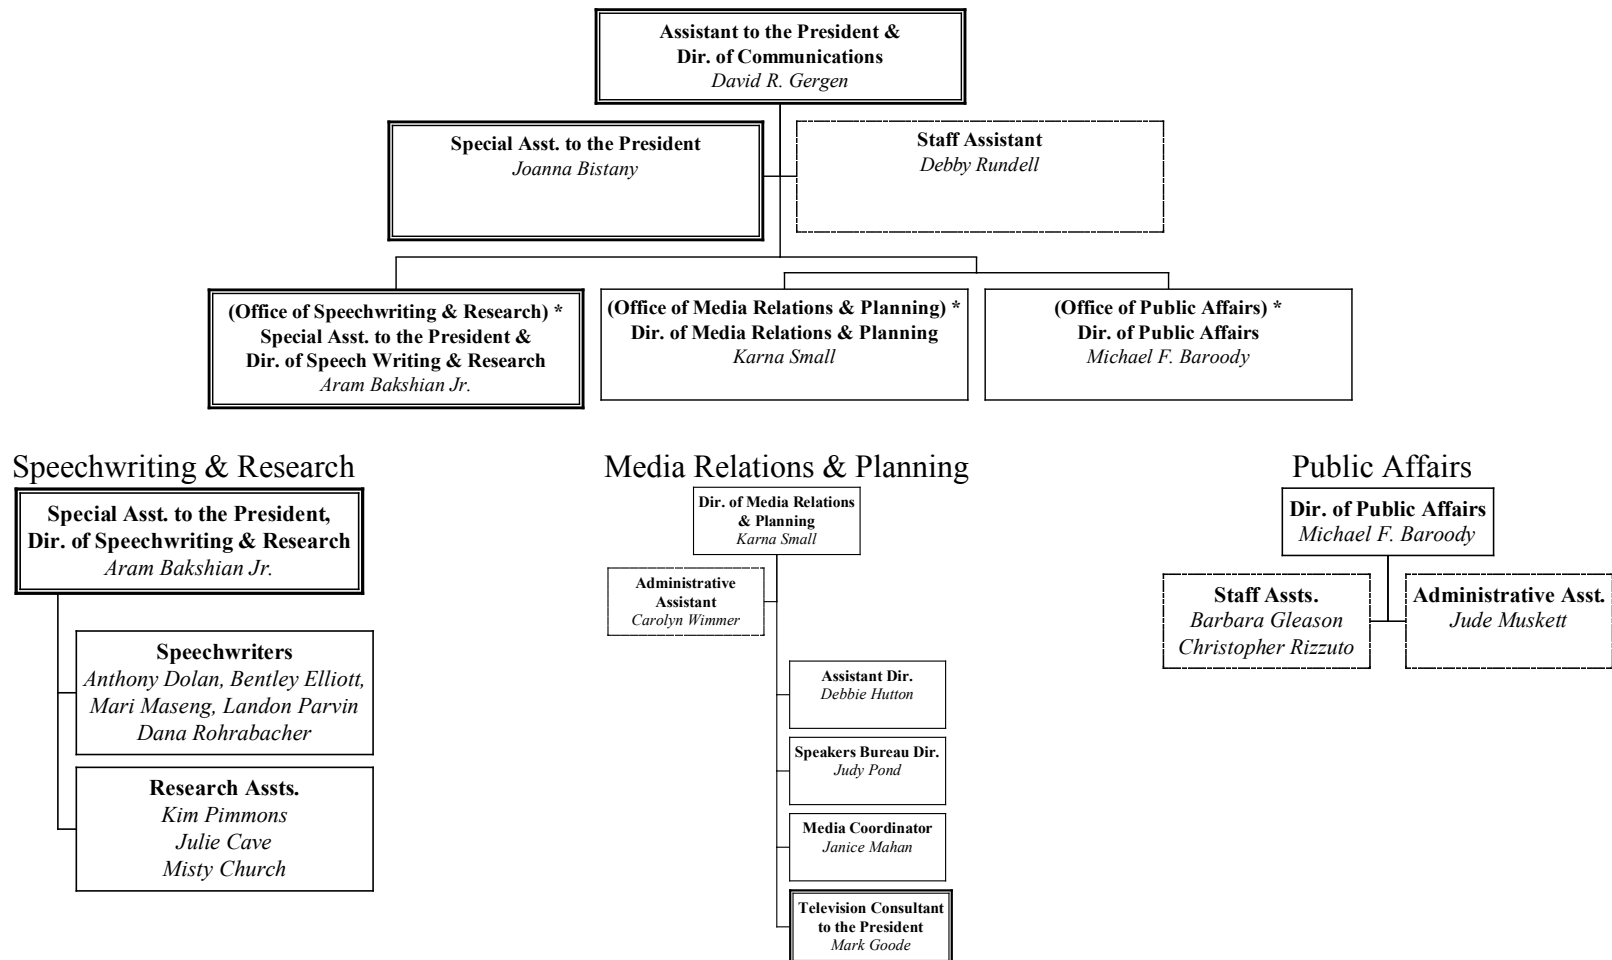 Assistant to the President &
Dir. of Communications
David R. Gergen
Special Asst. to the President
Joanna Bistany
Staff Assistant
Debby Rundell
(Office of Speechwriting & Research) *
Special Asst. to the President &
Dir. of Speech Writing & Research
Aram Bakshian Jr.
(Office of Media Relations & Planning) *
Dir. of Media Relations & Planning
Karna Small
(Office of Public Affairs) *
Dir. of Public Affairs
Michael F. Baroody
Speechwriting & Research
Special Asst. to the President,
Dir. of Speechwriting & Research
Aram Bakshian Jr.
Speechwriters
Anthony Dolan, Bentley Elliott,
Mari Maseng, Landon Parvin
Dana Rohrabacher
Research Assts.
Kim Pimmons
Julie Cave
Misty Church
Media Relations & Planning
Dir. of Media Relations
& Planning
Karna Small
Administrative
Assistant
Carolyn Wimmer
Assistant Dir.
Debbie Hutton
Speakers Bureau Dir.
Judy Pond
Media Coordinator
Janice Mahan
Television Consultant
to the President
Mark Goode
Public Affairs
Dir. of Public Affairs
Michael F. Baroody
Staff Assts.
Barbara Gleason
Christopher Rizzuto
Administrative Asst.
Jude Muskett